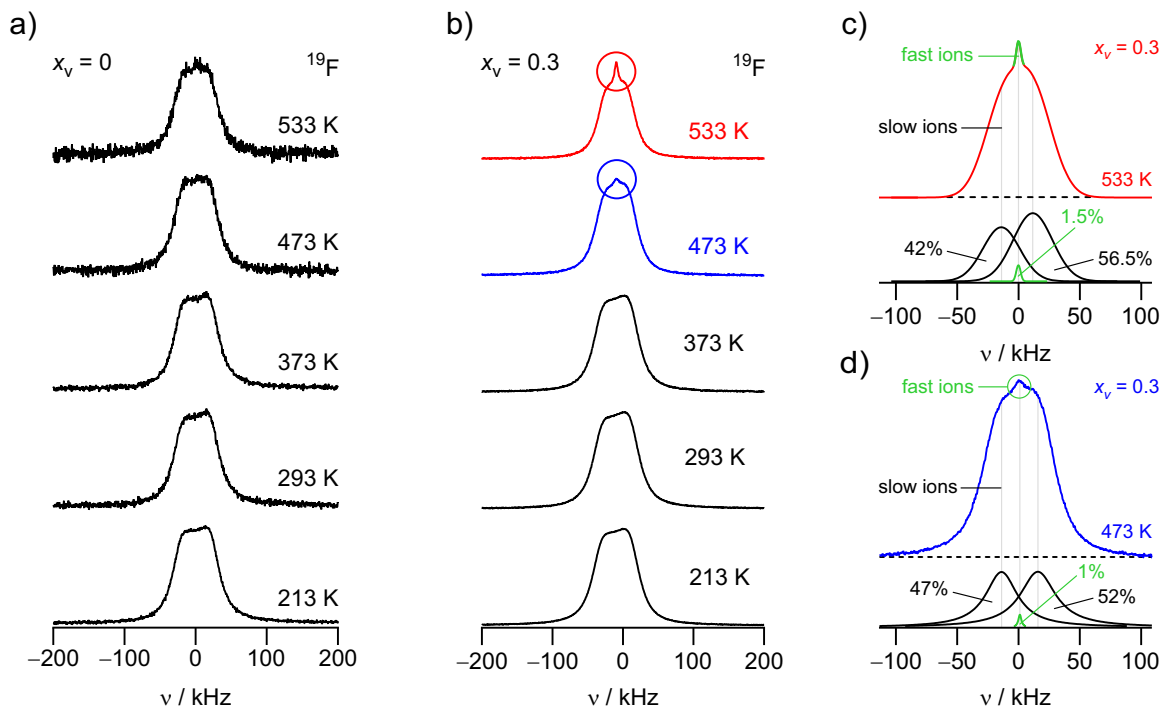 a)
x_v = 0
¹⁹F
533 K
473 K
373 K
293 K
213 K
−200
−100
0
100
200
ν / kHz
b)
x_v = 0.3
¹⁹F
533 K
473 K
373 K
293 K
213 K
−200
−100
0
100
200
ν / kHz
c)
x_v = 0.3
fast ions
slow ions
533 K
1.5%
42%
56.5%
−100
−50
0
50
100
ν / kHz
d)
x_v = 0.3
fast ions
slow ions
473 K
1%
47%
52%
−100
−50
0
50
100
ν / kHz